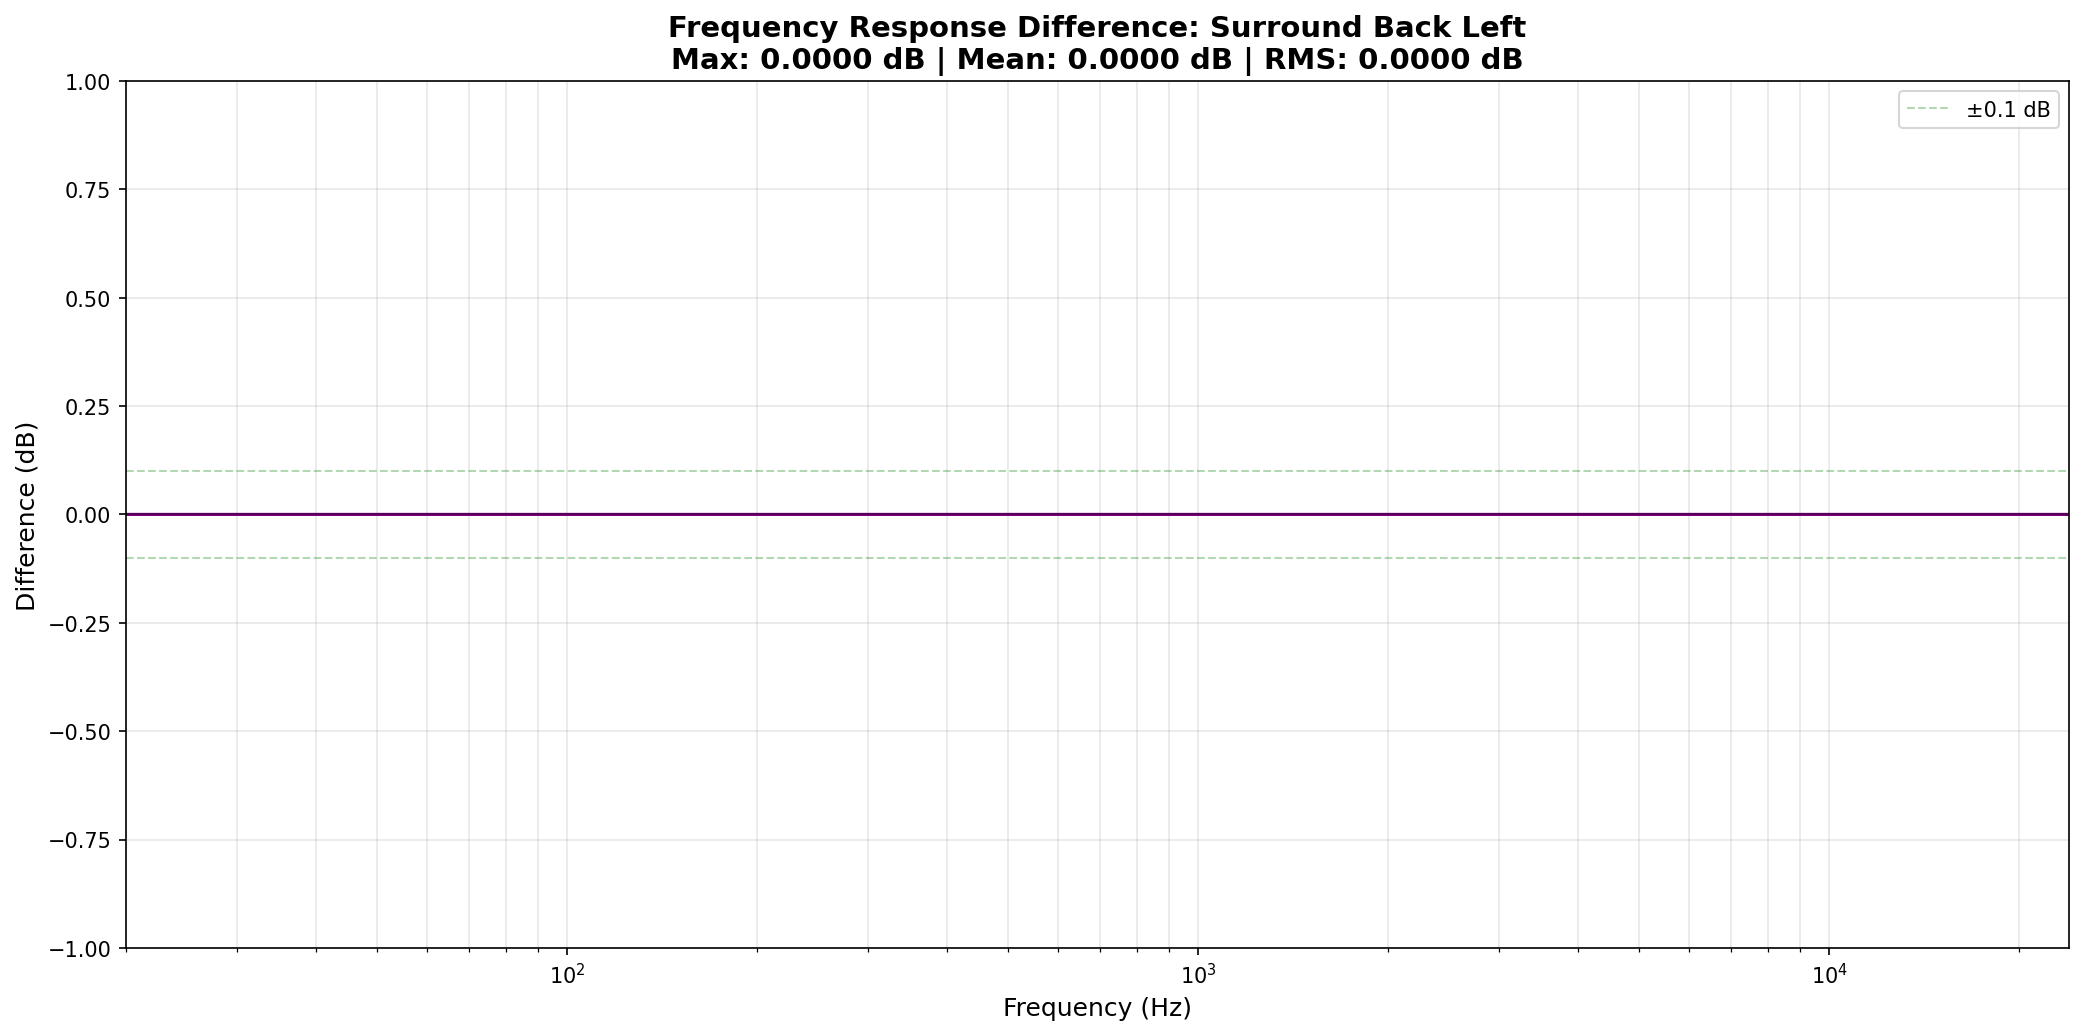 Frequency Response Difference: Surround Back Left
Max: 0.0000 dB | Mean: 0.0000 dB | RMS: 0.0000 dB
±0.1 dB
Difference (dB)
1.00
0.75
0.50
0.25
0.00
−0.25
−0.50
−0.75
−1.00
10² 10³ 10⁴
Frequency (Hz)